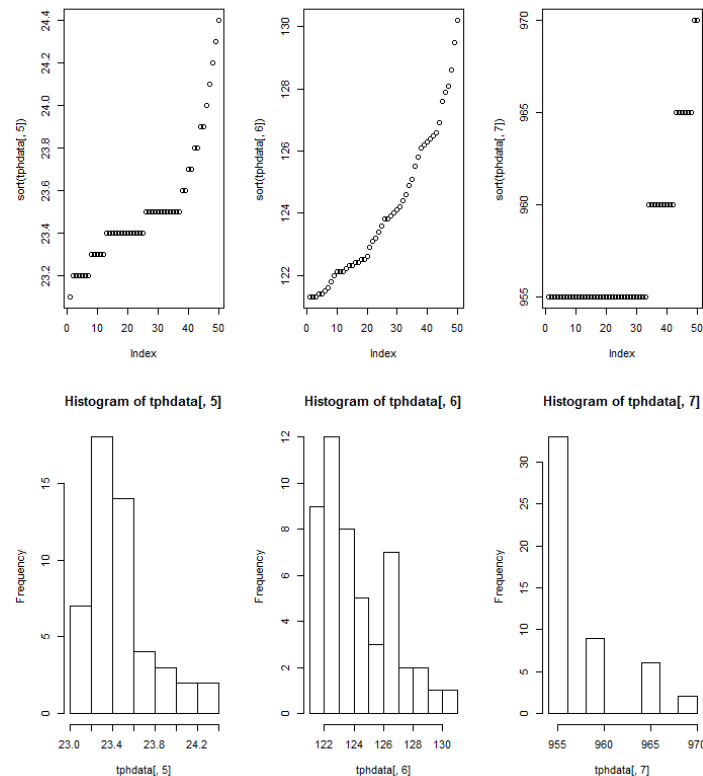 sort(tphdata[, 5])
23.2 23.4 23.6 23.8 24.0 24.2 24.4
0 10 20 30 40 50
Index
sort(tphdata[, 6])
122 124 126 128 130
0 10 20 30 40 50
Index
sort(tphdata[, 7])
955 960 965 970
0 10 20 30 40 50
Index
Histogram of tphdata[, 5]
Frequency
0 5 10 15
23.0 23.4 23.8 24.2
tphdata[, 5]
Histogram of tphdata[, 6]
Frequency
0 2 4 6 8 10 12
122 124 126 128 130
tphdata[, 6]
Histogram of tphdata[, 7]
Frequency
0 5 10 15 20 25 30
955 960 965 970
tphdata[, 7]